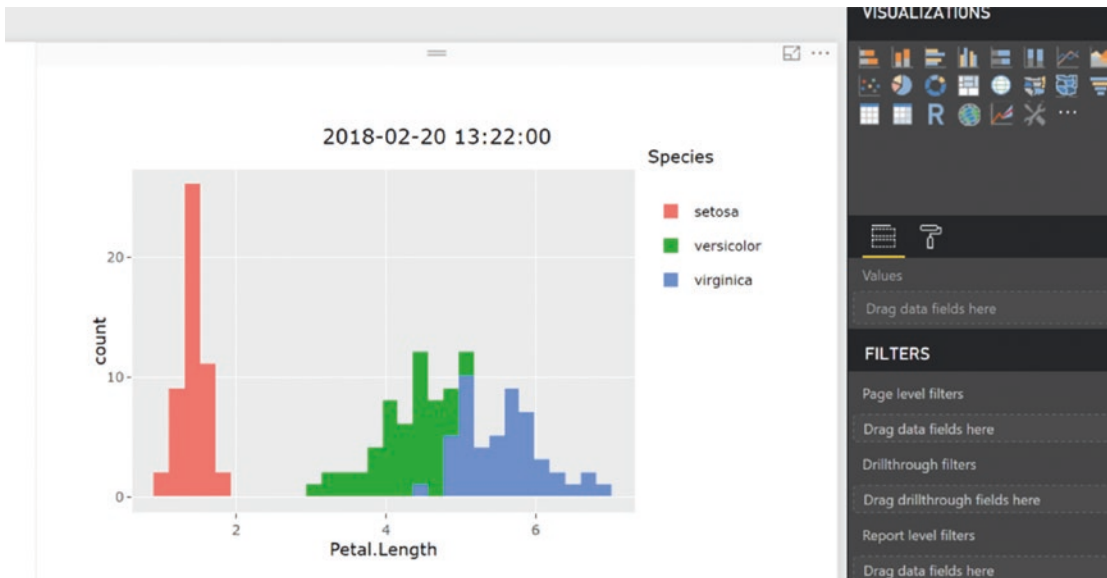 VISUALIZATIONS
2018-02-20 13:22:00
Species
setosa
versicolor
virginica
20
10
0
count
2 4 6
Petal.Length
R
Values
Drag data fields here
FILTERS
Page level filters
Drag data fields here
Drillthrough filters
Drag drillthrough fields here
Report level filters
Drag data fields here